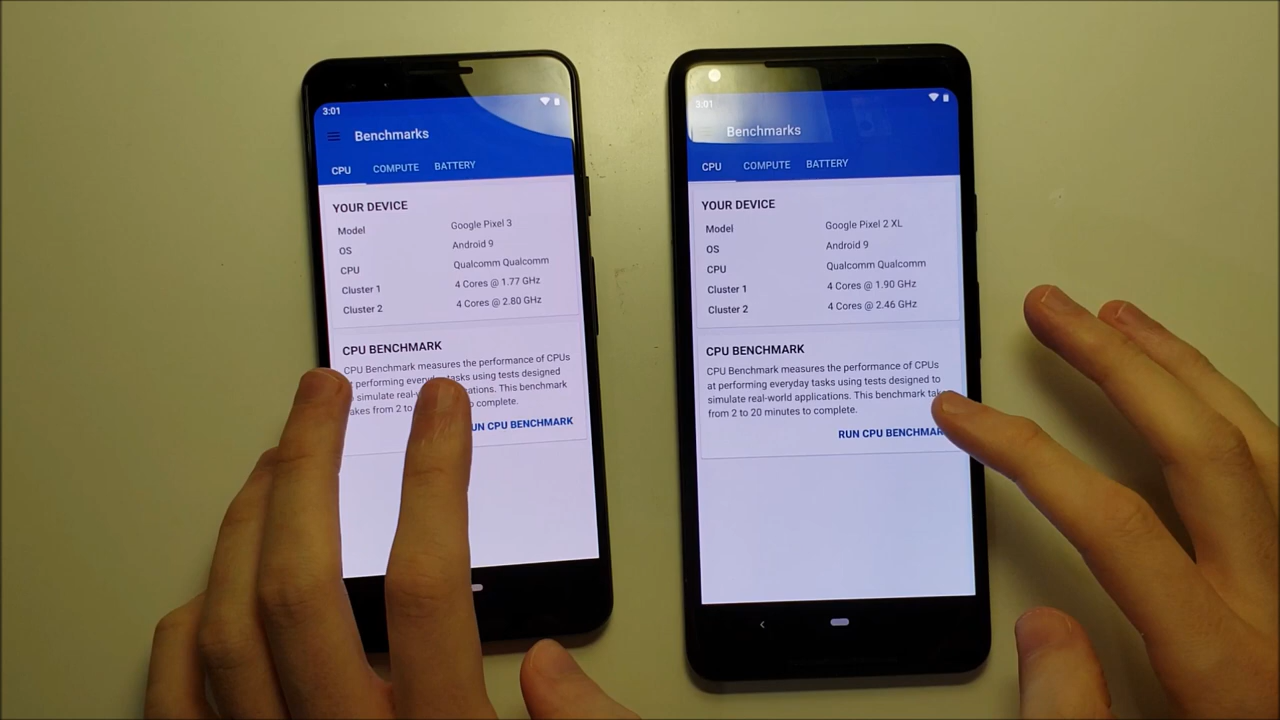 3:01
Benchmarks
CPU COMPUTE BATTERY
YOUR DEVICE
Model Google Pixel 3
OS Android 9
CPU Qualcomm Qualcomm
Cluster 1 4 Cores @ 1.77 GHz
Cluster 2 4 Cores @ 2.80 GHz
CPU BENCHMARK
CPU Benchmark measures the performance of CPUs
performing everyday tasks using tests designed
simulate This benchmark
from 2 to to complete.
CPU BENCHMARK
3:01
Benchmarks
CPU COMPUTE BATTERY
YOUR DEVICE
Model Google Pixel 2 XL
OS Android 9
CPU Qualcomm Qualcomm
Cluster 1 4 Cores @ 1.90 GHz
Cluster 2 4 Cores @ 2.46 GHz
CPU BENCHMARK
CPU Benchmark measures the performance of CPUs
at performing everyday tasks using tests designed to
simulate real-world applications. This benchmark
from 2 to 20 minutes to complete.
RUN CPU